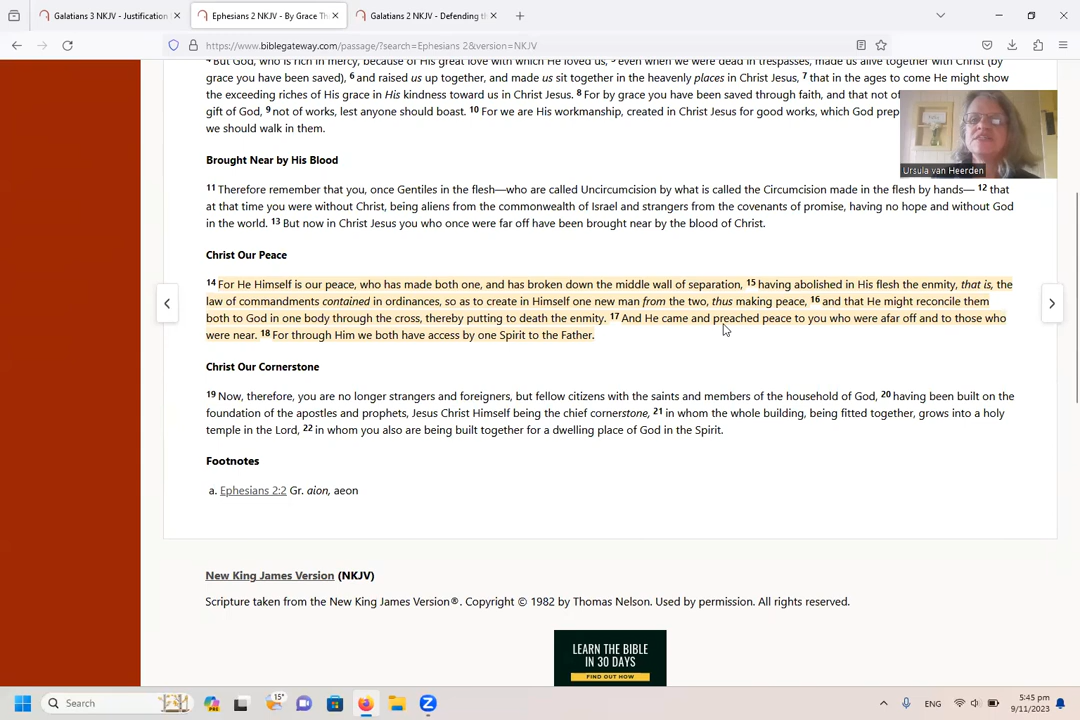 Galatians 3 NKJV - Justification
Ephesians 2 NKJV - By Grace Th
Galatians 2 NKJV - Defending th
https://www.biblegateway.com/passage/?search=Ephesians 2&version=NKJV
4 But God, who is rich in mercy, because of His great love with which He loved us, 5 even when we were dead in trespasses, made us alive together with Christ (by
grace you have been saved), 6 and raised us up together, and made us sit together in the heavenly places in Christ Jesus, 7 that in the ages to come He might show
the exceeding riches of His grace in His kindness toward us in Christ Jesus. 8 For by grace you have been saved through faith, and that not of
gift of God, 9 not of works, lest anyone should boast. 10 For we are His workmanship, created in Christ Jesus for good works, which God prep
we should walk in them.
Ursula van Heerden
Brought Near by His Blood
11 Therefore remember that you, once Gentiles in the flesh—who are called Uncircumcision by what is called the Circumcision made in the flesh by hands— 12 that
at that time you were without Christ, being aliens from the commonwealth of Israel and strangers from the covenants of promise, having no hope and without God
in the world. 13 But now in Christ Jesus you who once were far off have been brought near by the blood of Christ.
Christ Our Peace
14 For He Himself is our peace, who has made both one, and has broken down the middle wall of separation, 15 having abolished in His flesh the enmity, that is, the
law of commandments contained in ordinances, so as to create in Himself one new man from the two, thus making peace, 16 and that He might reconcile them
both to God in one body through the cross, thereby putting to death the enmity. 17 And He came and preached peace to you who were afar off and to those who
were near. 18 For through Him we both have access by one Spirit to the Father.
Christ Our Cornerstone
19 Now, therefore, you are no longer strangers and foreigners, but fellow citizens with the saints and members of the household of God, 20 having been built on the
foundation of the apostles and prophets, Jesus Christ Himself being the chief cornerstone, 21 in whom the whole building, being fitted together, grows into a holy
temple in the Lord, 22 in whom you also are being built together for a dwelling place of God in the Spirit.
Footnotes
a. Ephesians 2:2 Gr. aion, aeon
New King James Version (NKJV)
Scripture taken from the New King James Version®. Copyright © 1982 by Thomas Nelson. Used by permission. All rights reserved.
LEARN THE BIBLE
IN 30 DAYS
FIND OUT HOW
Search
15°
ENG
5:45 pm
9/11/2023